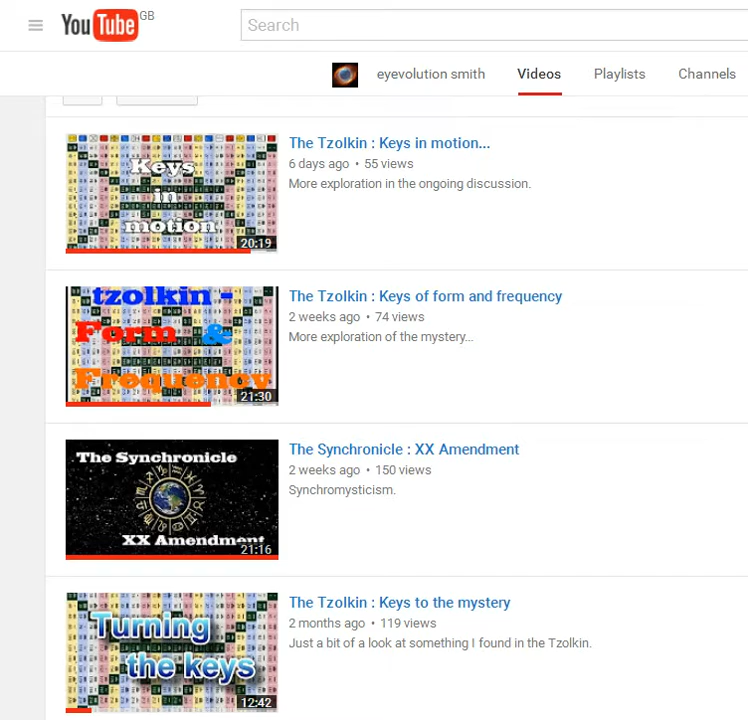 YouTube GB
Search
eyevolution smith Videos Playlists Channels
Keys
in
motion
20:19
The Tzolkin : Keys in motion...
6 days ago • 55 views
More exploration in the ongoing discussion.
tzolkin -
Form &
Frequency
21:30
The Tzolkin : Keys of form and frequency
2 weeks ago • 74 views
More exploration of the mystery...
The Synchronicle
XX Amendment
21:16
The Synchronicle : XX Amendment
2 weeks ago • 150 views
Synchromysticism.
Turning
the keys
12:42
The Tzolkin : Keys to the mystery
2 months ago • 119 views
Just a bit of a look at something I found in the Tzolkin.